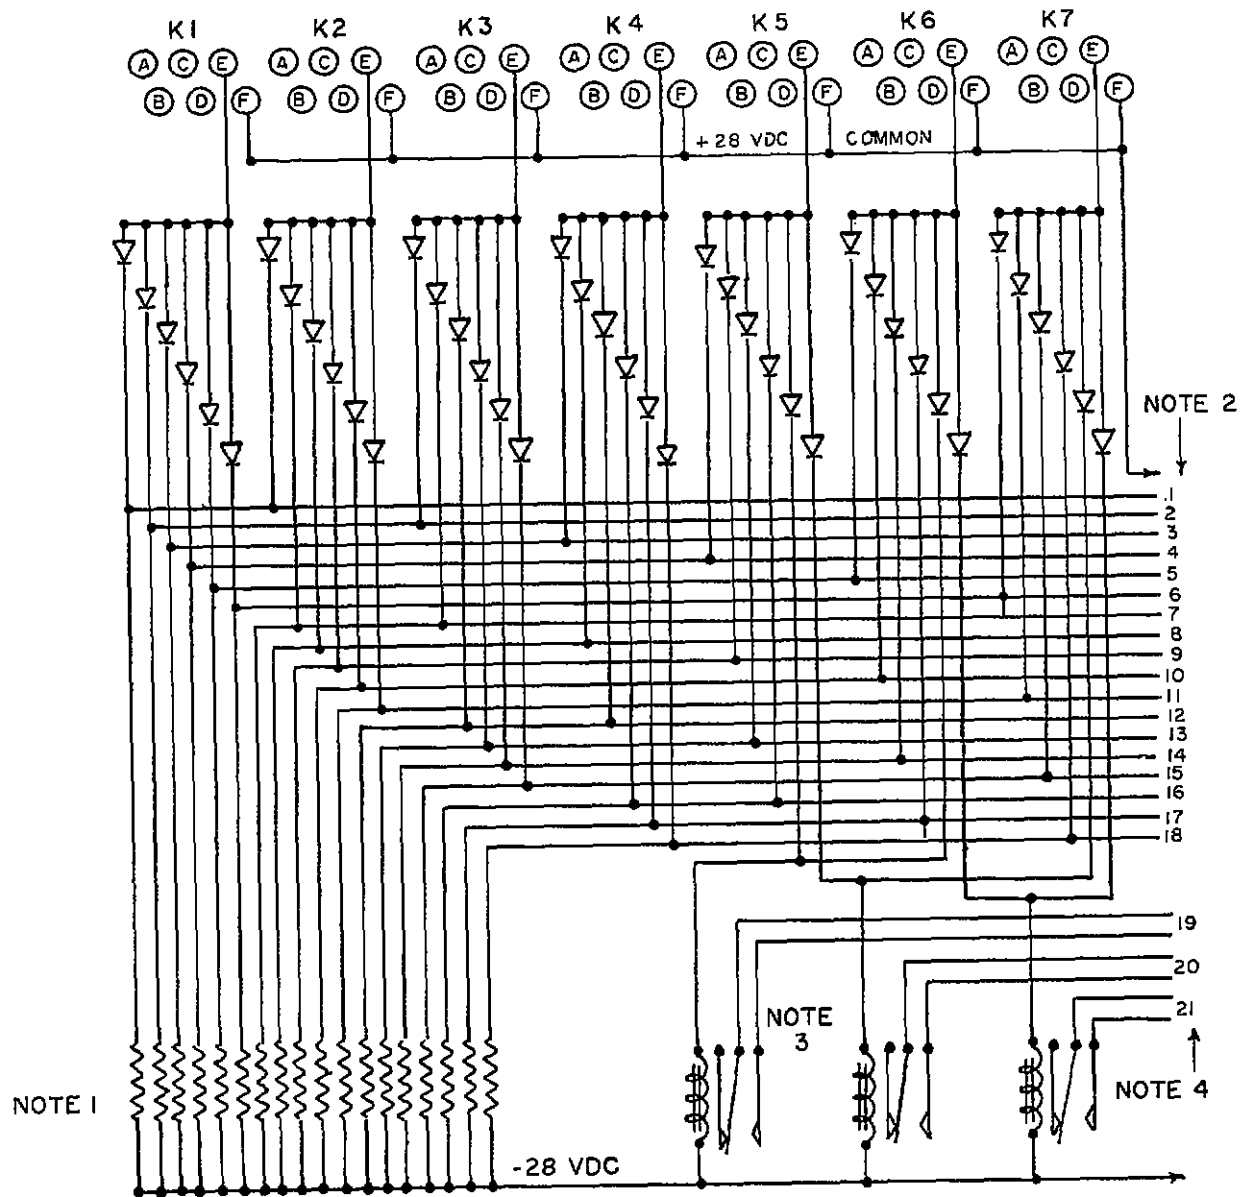 K1 K2 K3 K4 K5 K6 K7
A C E A C E A C E A C E A C E A C E A C E
B D F B D F B D F B D F B D F B D F B D F
+28 VDC COMMON
NOTE 2
1
2
3
4
5
6
7
8
9
10
11
12
13
14
15
16
17
18
19
20
21
NOTE 3
NOTE 4
NOTE 1
-28 VDC